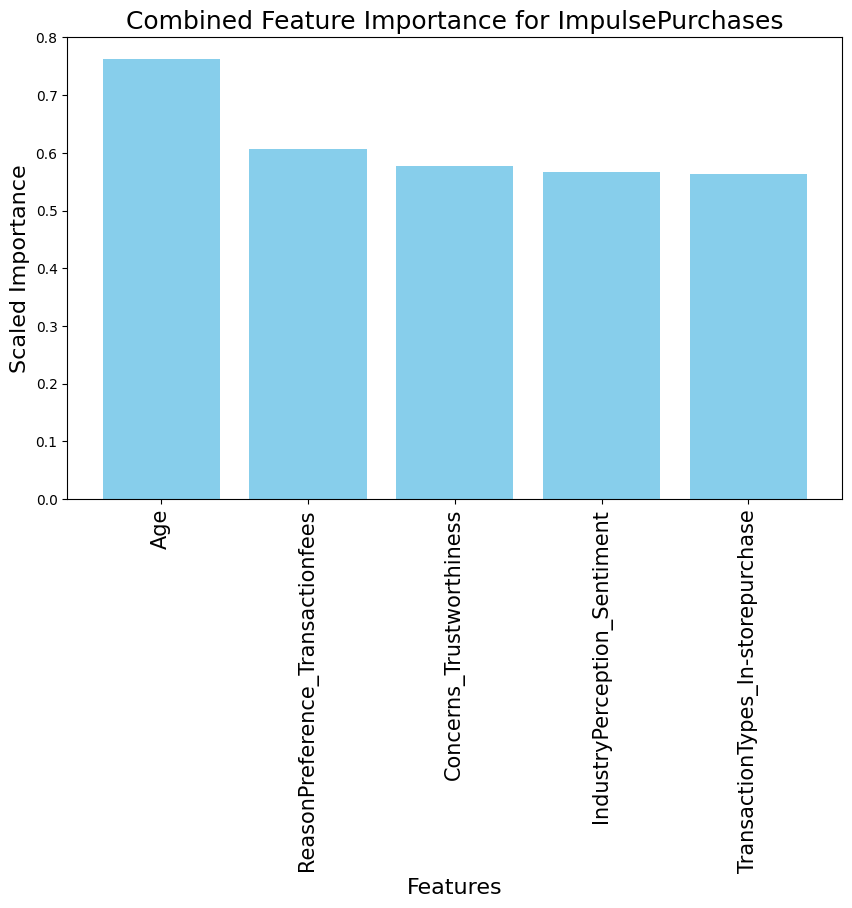 Combined Feature Importance for ImpulsePurchases
Scaled Importance
0.8
0.7
0.6
0.5
0.4
0.3
0.2
0.1
0.0
Age
ReasonPreference_Transactionfees
Concerns_Trustworthiness
IndustryPerception_Sentiment
TransactionTypes_In-storepurchase
Features